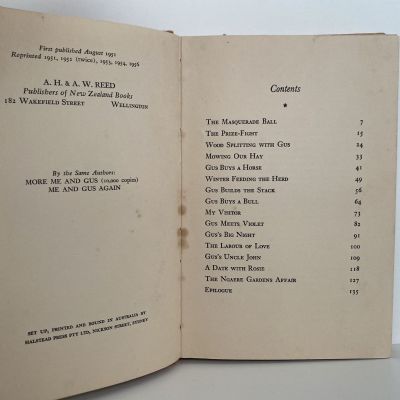 First published August 1951
Reprinted 1951, 1952 (twice), 1953, 1954, 1956
A. H. & A. W. REED
Publishers of New Zealand Books
182 WAKEFIELD STREET WELLINGTON
By the Same Authors:
MORE ME AND GUS (10,000 copies)
ME AND GUS AGAIN
SET UP, PRINTED AND BOUND IN AUSTRALIA BY
HALSTEAD PRESS PTY LTD, NICKSON STREET, SYDNEY
Contents
THE MASQUERADE BALL 7
THE PRIZE-FIGHT 15
WOOD SPLITTING WITH GUS 24
MOWING OUR HAY 33
GUS BUYS A HORSE 41
WINTER FEEDING THE HERD 49
GUS BUILDS THE STACK 56
GUS BUYS A BULL 64
MY VISITOR 73
GUS MEETS VIOLET 82
GUS'S BIG NIGHT 91
THE LABOUR OF LOVE 100
GUS'S UNCLE JOHN 109
A DATE WITH ROSIE 118
THE NGAERE GARDENS AFFAIR 127
EPILOGUE 135